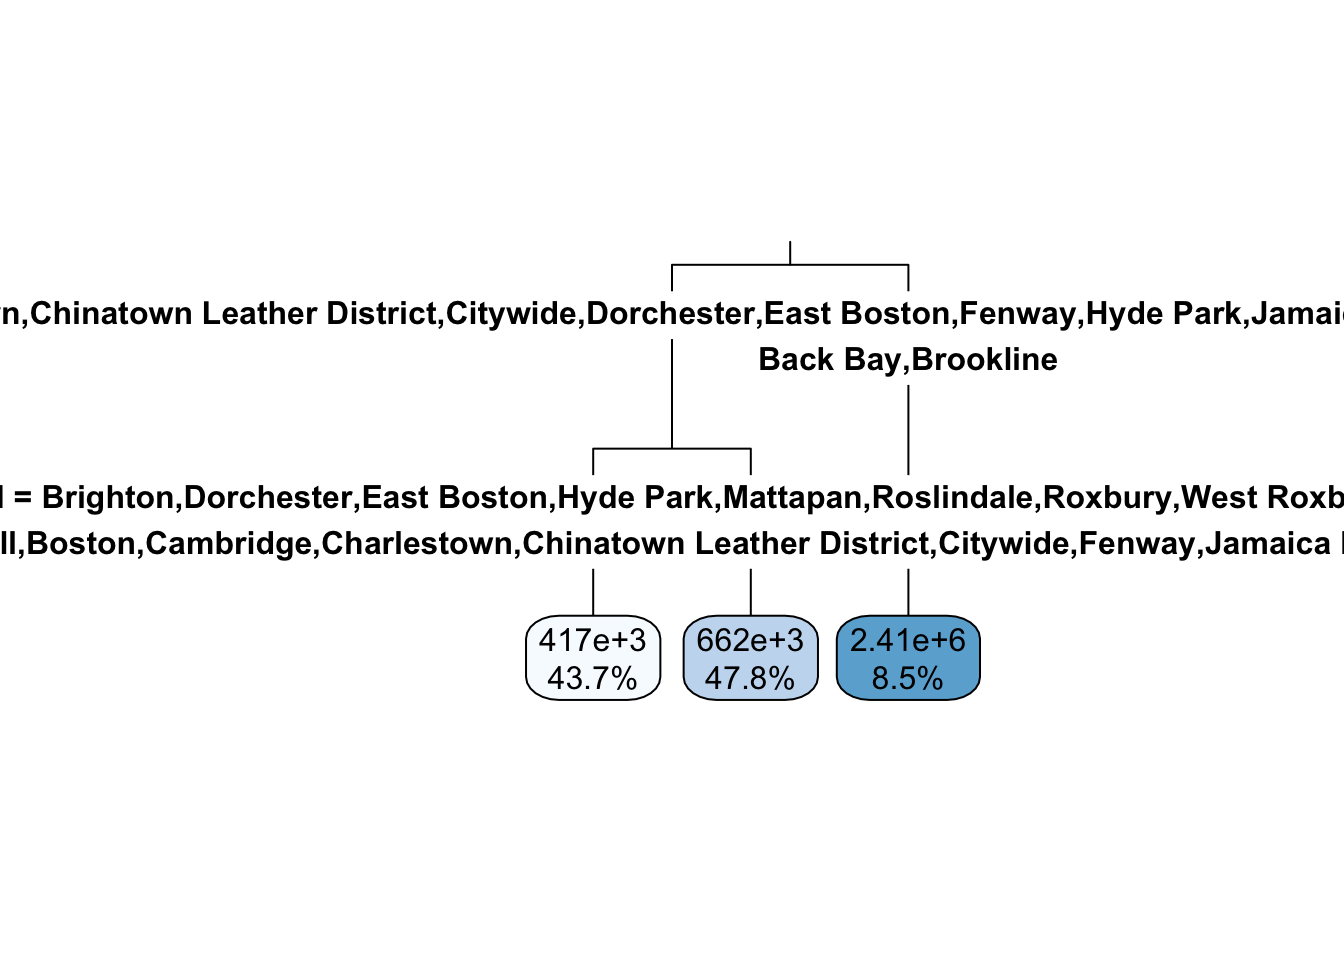 n,Chinatown Leather District,Citywide,Dorchester,East Boston,Fenway,Hyde Park,Jamai
Back Bay,Brookline
= Brighton,Dorchester,East Boston,Hyde Park,Mattapan,Roslindale,Roxbury,West Roxb
ll,Boston,Cambridge,Charlestown,Chinatown Leather District,Citywide,Fenway,Jamaica
417e+3 662e+3 2.41e+6
43.7% 47.8% 8.5%